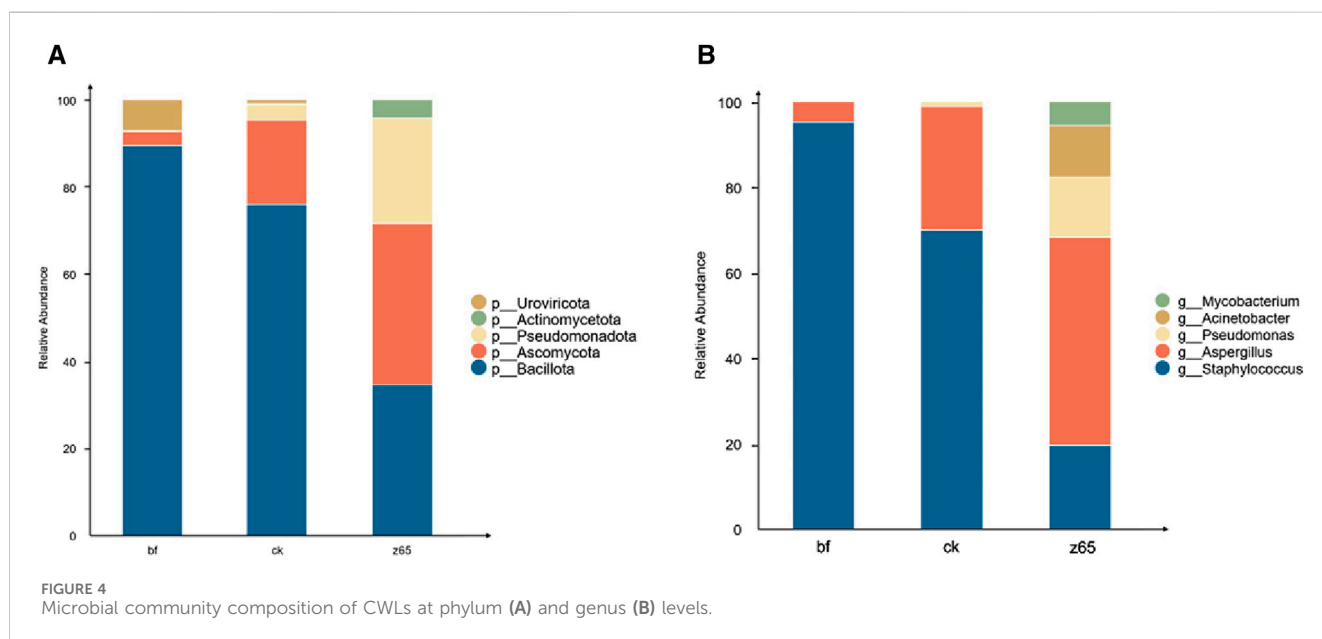 A
100
80
60
40
20
0
Relative Abundance
bf
ck
z65
p__Uroviricota
p__Actinomycetota
p__Pseudomonadota
p__Ascomycota
p__Bacillota
B
100
80
60
40
20
0
Relative Abundance
bf
ck
z65
g__Mycobacterium
g__Acinetobacter
g__Pseudomonas
g__Aspergillus
g__Staphylococcus
FIGURE 4
Microbial community composition of CWLs at phylum (A) and genus (B) levels.